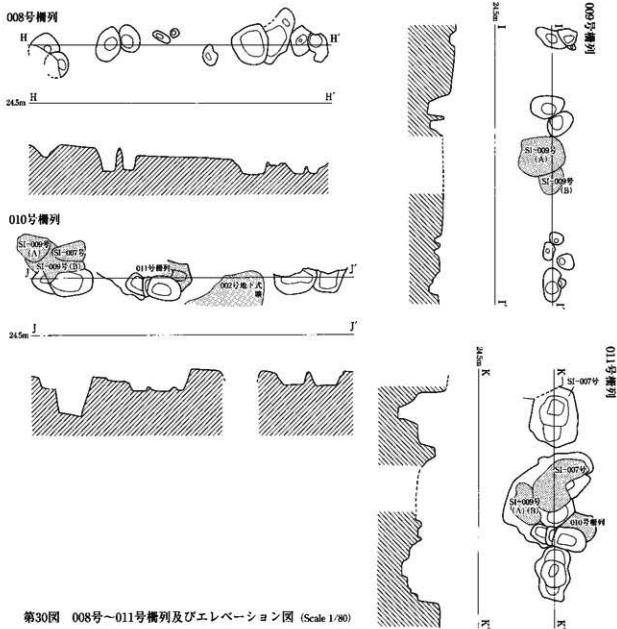 008号柵列
H H′
24.5m H H′
010号柵列
SI-009号
(A)
SI-007号
SI-009号(B)
011号柵列
002号地下式
壙
J J′
24.5m J J′
009号柵列
24.5m
I I
SI-009号
(A)
SI-009号
(B)
I′ I′
011号柵列
24.5m
K K
SI-007号
SI-007号
SI-009号
(A)(B)
010号柵列
K′ K′
第30図 008号～011号柵列及びエレベーション図 (Scale 1/80)